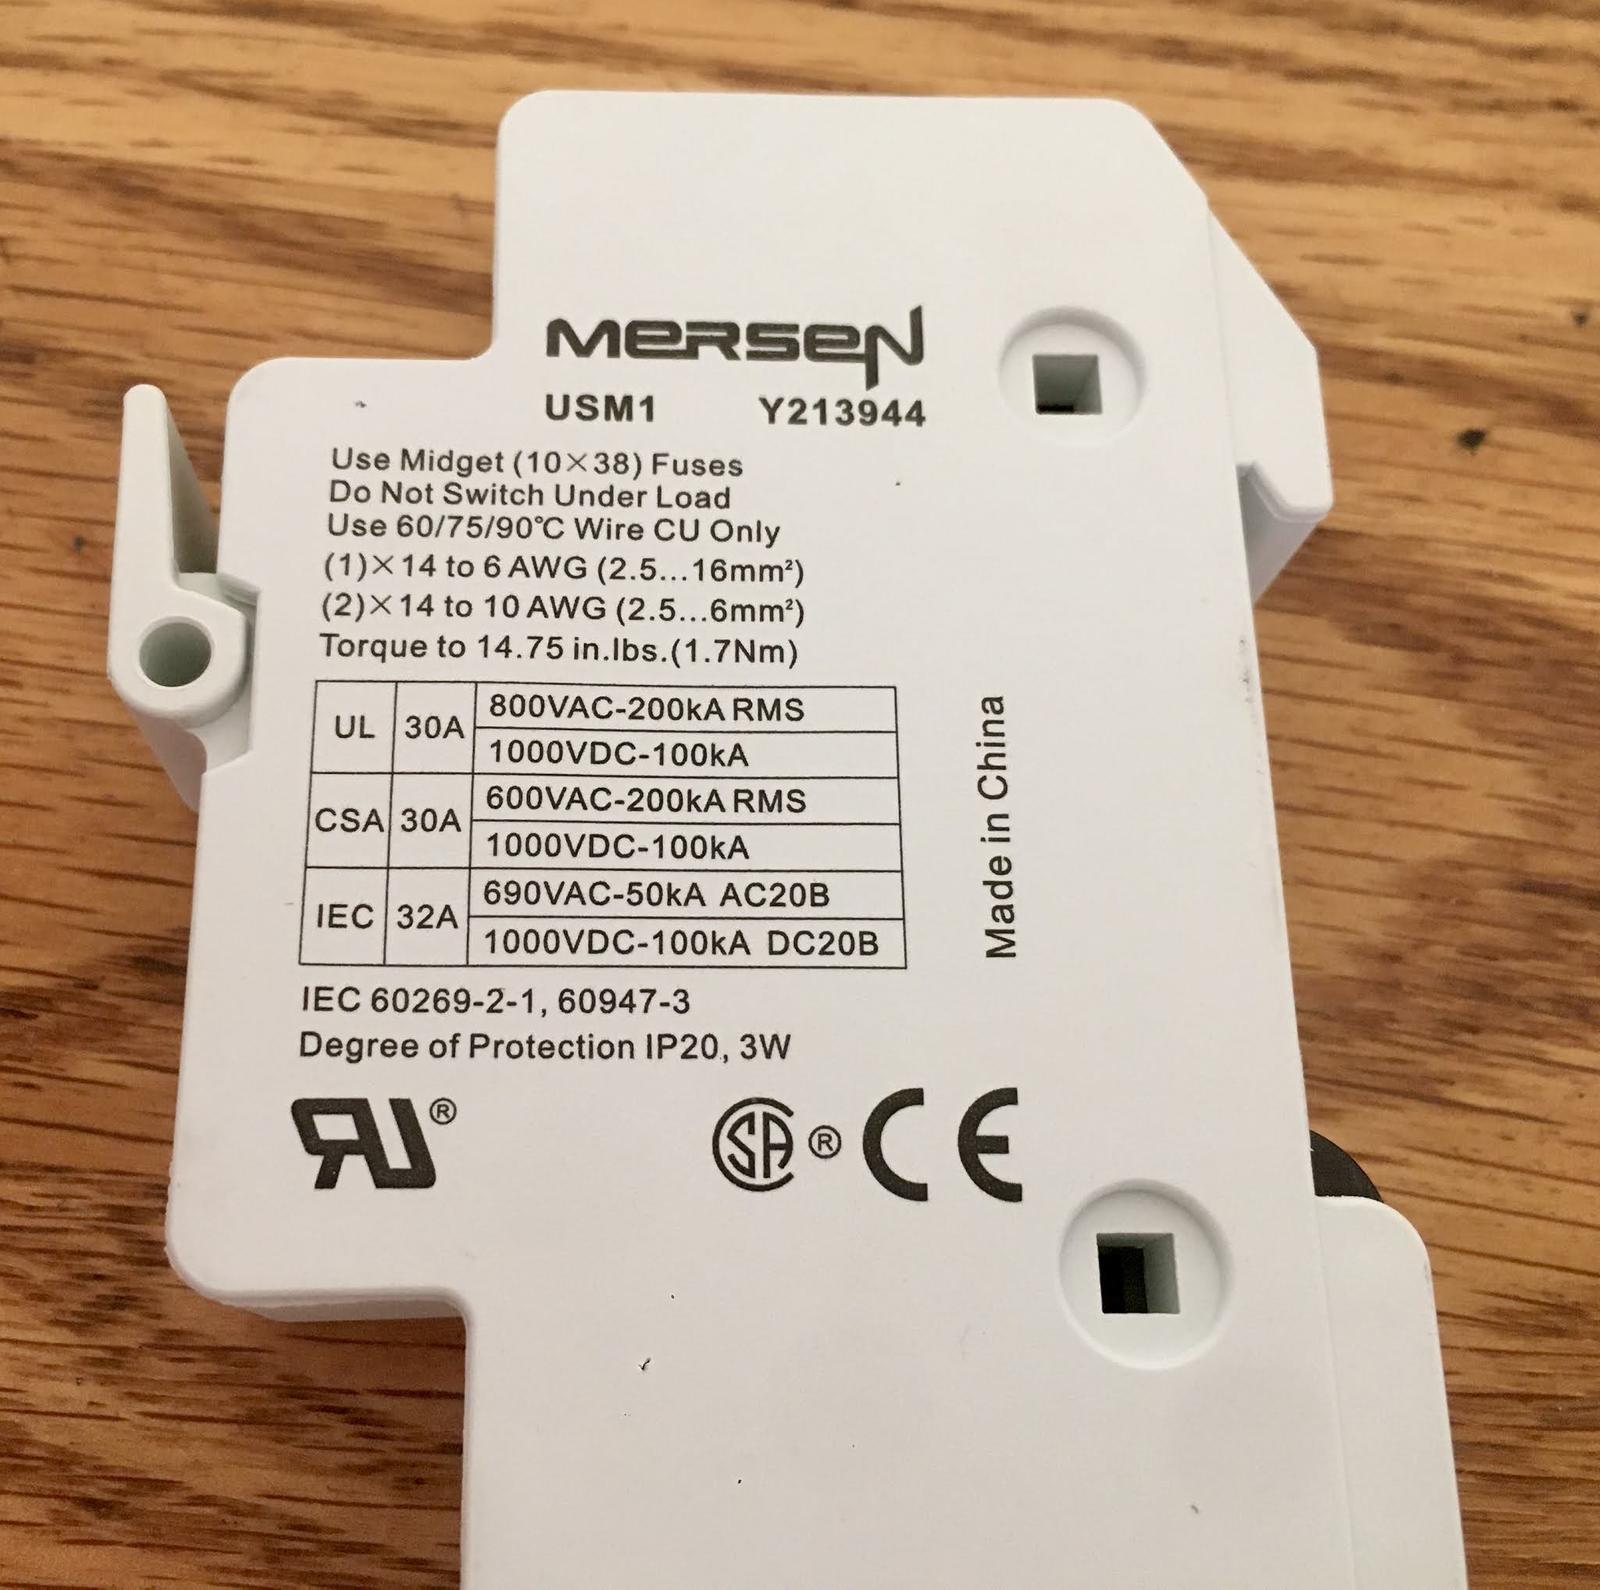 MERSEN
USM1 Y213944
Use Midget (10×38) Fuses
Do Not Switch Under Load
Use 60/75/90°C Wire CU Only
(1)×14 to 6 AWG (2.5...16mm²)
(2)×14 to 10 AWG (2.5...6mm²)
Torque to 14.75 in.lbs.(1.7Nm)
UL 30A 800VAC-200kA RMS
1000VDC-100kA
CSA 30A 600VAC-200kA RMS
1000VDC-100kA
IEC 32A 690VAC-50kA AC20B
1000VDC-100kA DC20B
IEC 60269-2-1, 60947-3
Degree of Protection IP20, 3W
RU® SA® CE
Made in China